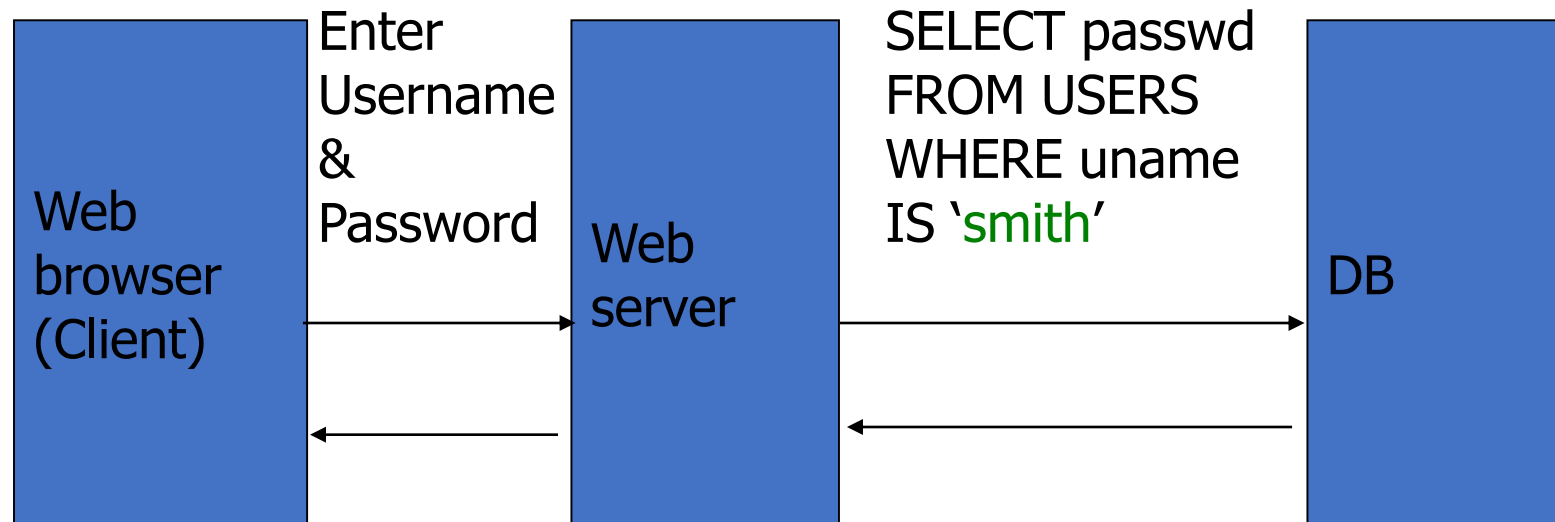 Web
browser
(Client)
Enter
Username
&
Password
Web
server
SELECT passwd
FROM USERS
WHERE uname
IS ‘smith’
DB